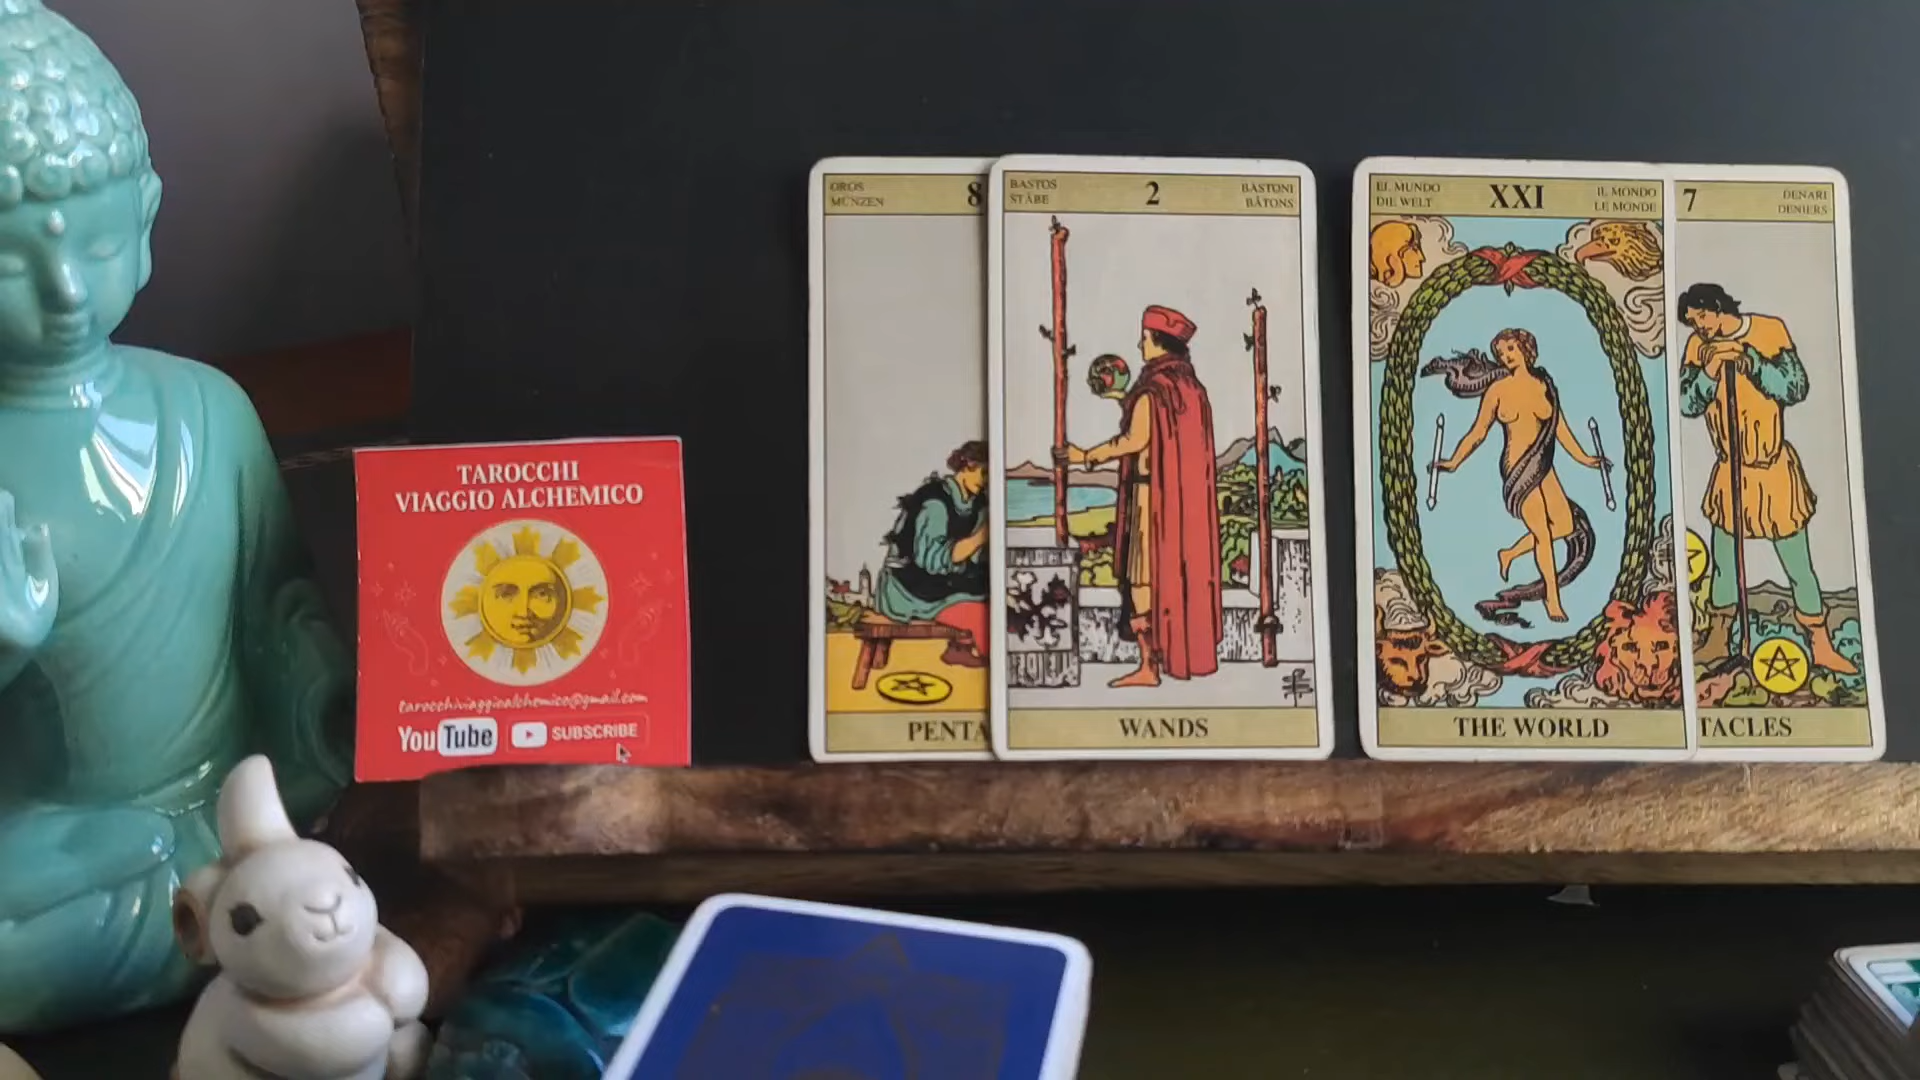 TAROCCHI
VIAGGIO ALCHEMICO
tarocchiviaggioalchemico@gmail.com
YouTube SUBSCRIBE
OROS
MÜNZEN
8
PENTA
BASTOS
STÄBE
2
BASTONI
BÂTONS
WANDS
EL MUNDO
DIE WELT
XXI
IL MONDO
LE MONDE
THE WORLD
7
DENARI
DENIERS
TACLES